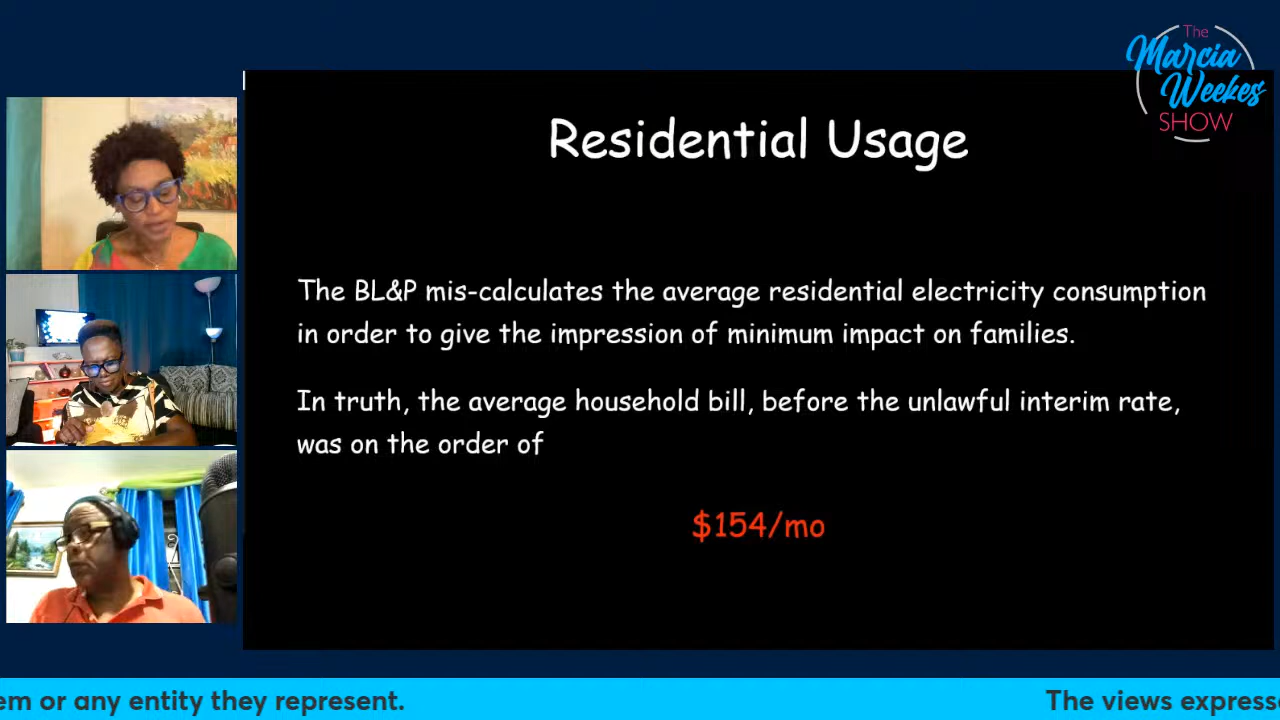 The
Marcia
Weekes
SHOW
Residential Usage
The BL&P mis-calculates the average residential electricity consumption
in order to give the impression of minimum impact on families.
In truth, the average household bill, before the unlawful interim rate,
was on the order of
$154/mo
em or any entity they represent.
The views express